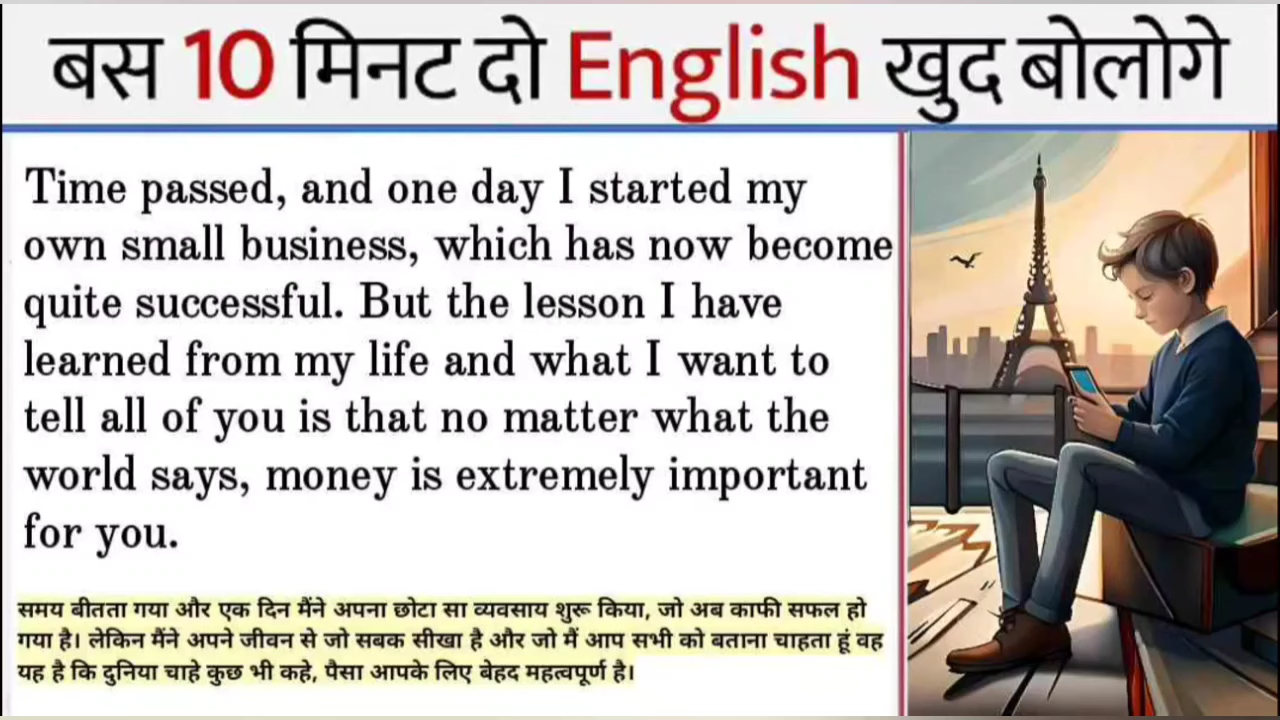 बस 10 मिनट दो English खुद बोलोगे
Time passed, and one day I started my
own small business, which has now become
quite successful. But the lesson I have
learned from my life and what I want to
tell all of you is that no matter what the
world says, money is extremely important
for you.
समय बीतता गया और एक दिन मैंने अपना छोटा सा व्यवसाय शुरू किया, जो अब काफी सफल हो
गया है। लेकिन मैंने अपने जीवन से जो सबक सीखा है और जो मैं आप सभी को बताना चाहता हूं वह
यह है कि दुनिया चाहे कुछ भी कहे, पैसा आपके लिए बेहद महत्वपूर्ण है।